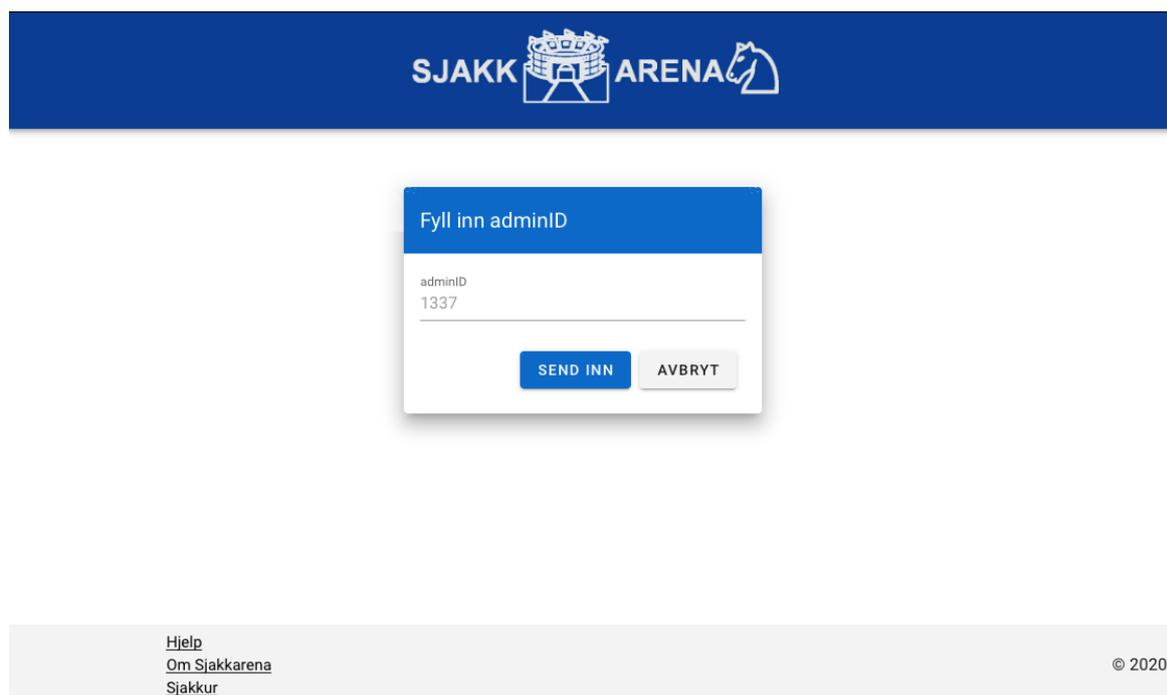 SJAKK ARENA
Fyll inn adminID
adminID
1337
SEND INN AVBRYT
Hjelp
Om Sjakkarena
Sjakkur
© 2020